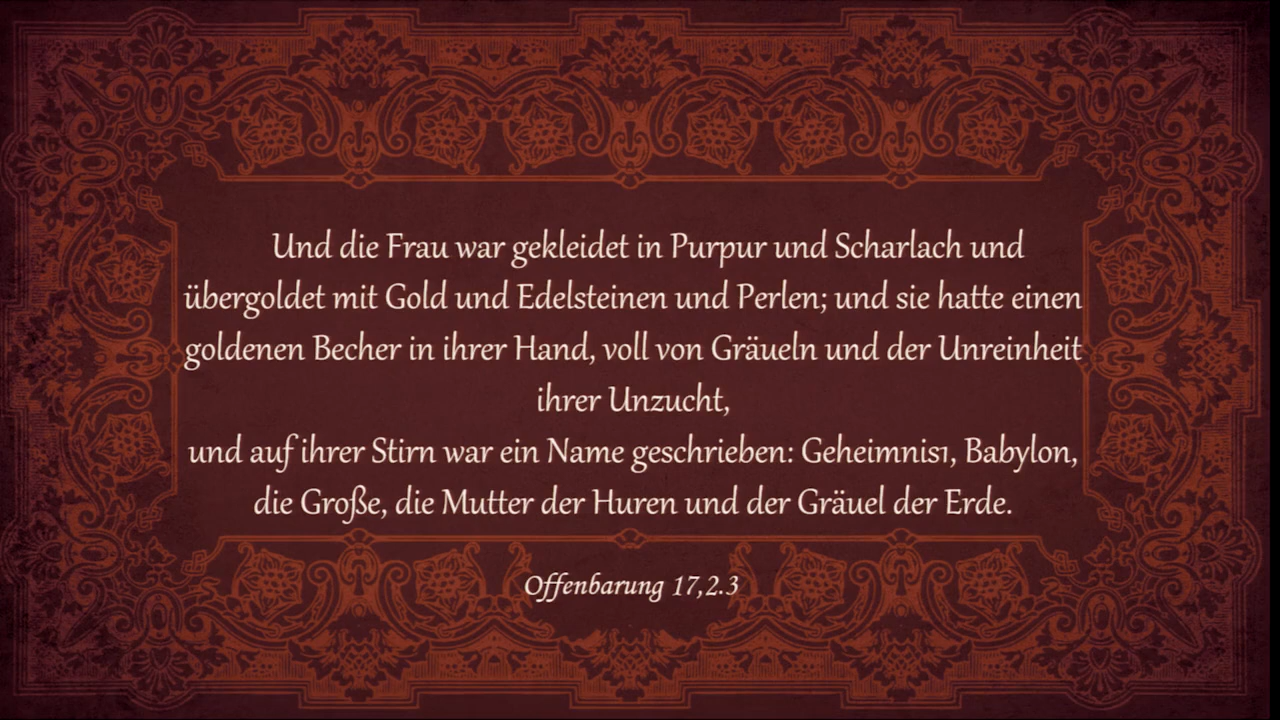 Und die Frau war gekleidet in Purpur und Scharlach und
übergoldet mit Gold und Edelsteinen und Perlen; und sie hatte einen
goldenen Becher in ihrer Hand, voll von Gräueln und der Unreinheit
ihrer Unzucht,
und auf ihrer Stirn war ein Name geschrieben: Geheimnis1, Babylon,
die Große, die Mutter der Huren und der Gräuel der Erde.
Offenbarung 17,2.3